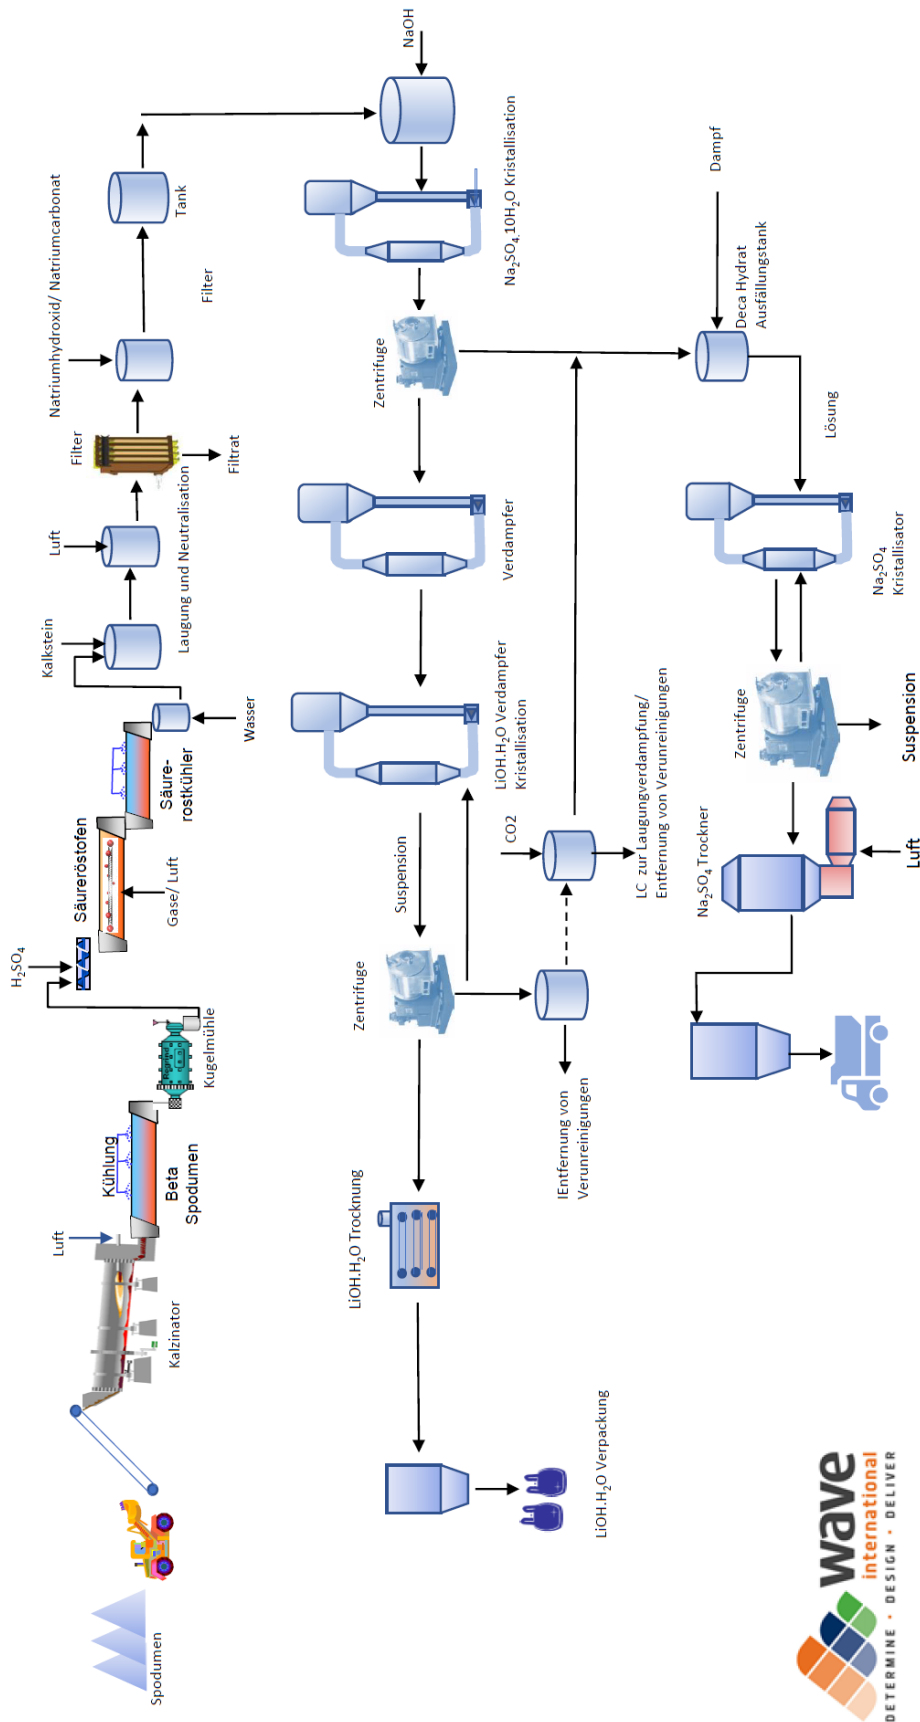 Spodumen
Kalzinator
Luft
Kühlung
Beta
Spodumen
Kugelmühle
H₂SO₄
Säureröstofen
Gase/ Luft
Säure-
rostkühler
Wasser
Kalkstein
Luft
Laugung und Neutralisation
Filter
Filtrat
Natriumhydroxid/ Natriumcarbonat
Filter
Tank
NaOH
Na₂SO₄.10H₂O Kristallisation
Zentrifuge
Verdampfer
LiOH.H₂O Verdampfer
Kristallisation
Suspension
Zentrifuge
LiOH.H₂O Trocknung
LiOH.H₂O Verpackung
IEntfernung von
Verunreinigungen
CO2
LC zur Laugungverdampfung/
Entfernung von Verunreinigungen
Dampf
Deca Hydrat
Ausfällungstank
Lösung
Na₂SO₄
Kristallisator
Zentrifuge
Suspension
Na₂SO₄ Trockner
Luft
wave
international
DETERMINE • DESIGN • DELIVER